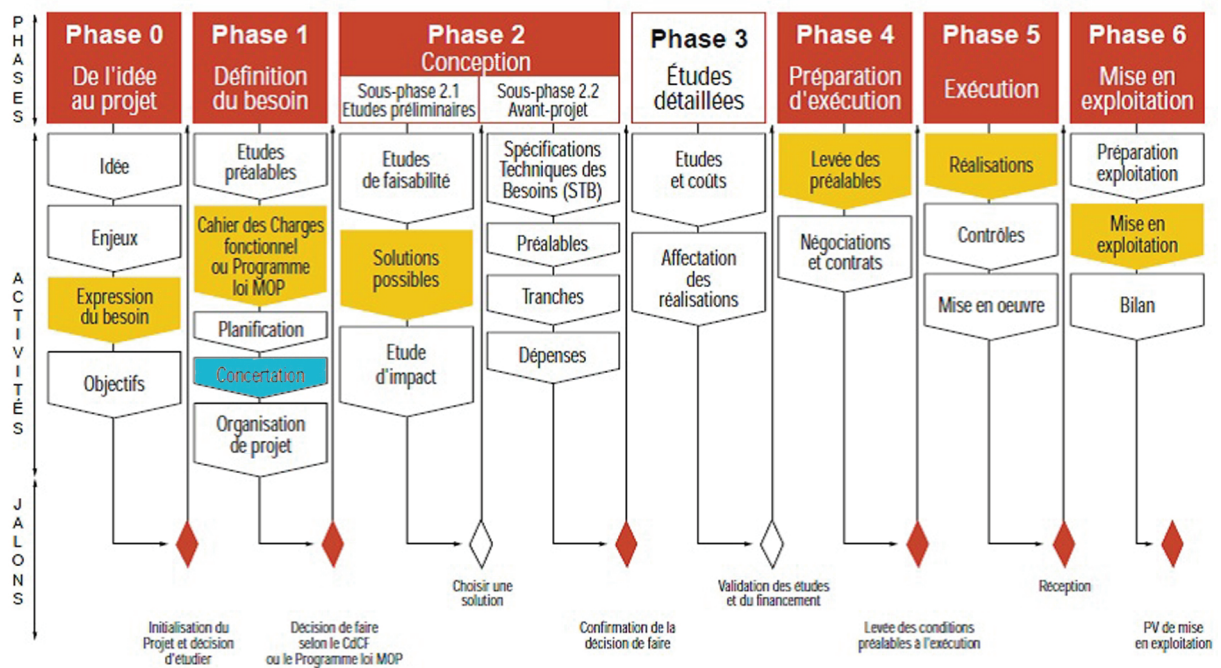 PHASES
Phase 0
De l'idée
au projet
Phase 1
Définition
du besoin
Phase 2
Conception
Sous-phase 2.1
Etudes préliminaires
Sous-phase 2.2
Avant-projet
Phase 3
Études
détaillées
Phase 4
Préparation
d'exécution
Phase 5
Exécution
Phase 6
Mise en
exploitation
ACTIVITÉS
Idée
Enjeux
Expression
du besoin
Objectifs
Etudes
préalables
Cahier des Charges
fonctionnel
ou Programme
loi MOP
Planification
Concertation
Organisation
de projet
Etudes
de faisabilité
Solutions
possibles
Etude
d'impact
Spécifications
Techniques des
Besoins (STB)
Préalables
Tranches
Dépenses
Etudes
et coûts
Affectation
des
réalisations
Levée des
préalables
Négociations
et contrats
Réalisations
Contrôles
Mise en oeuvre
Préparation
exploitation
Mise en
exploitation
Bilan
JALONS
Initialisation du
Projet et décision
d'étudier
Décision de faire
selon le CdCF
ou le Programme loi MOP
Choisir une
solution
Confirmation de la
décision de faire
Validation des études
et du financement
Levée des conditions
préalables à l'exécution
Réception
PV de mise
en exploitation